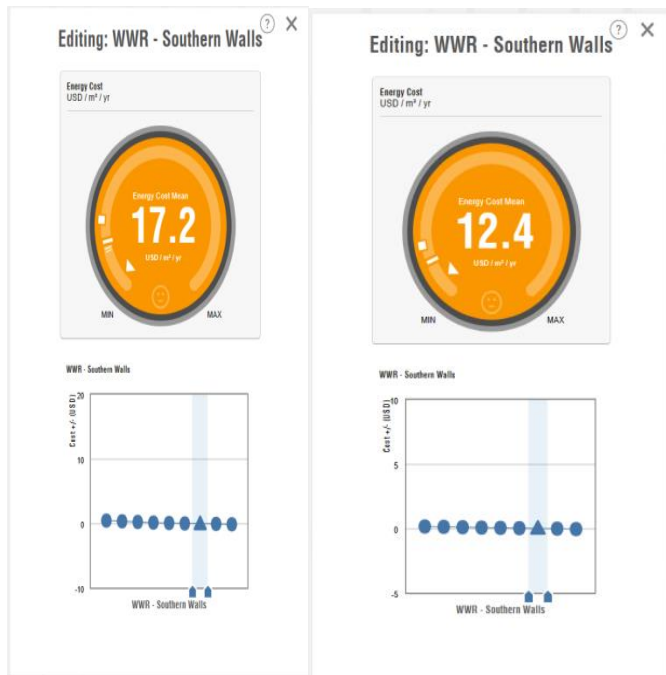 Editing: WWR - Southern Walls
?
Energy Cost
USD / m² / yr
Energy Cost Mean
17.2
USD / m² / yr
MIN
MAX
WWR - Southern Walls
Cost +/- (USD)
20
10
0
-10
WWR - Southern Walls
Editing: WWR - Southern Walls
?
Energy Cost
USD / m² / yr
Energy Cost Mean
12.4
USD / m² / yr
MIN
MAX
WWR - Southern Walls
Cost +/- (USD)
10
5
0
-5
WWR - Southern Walls